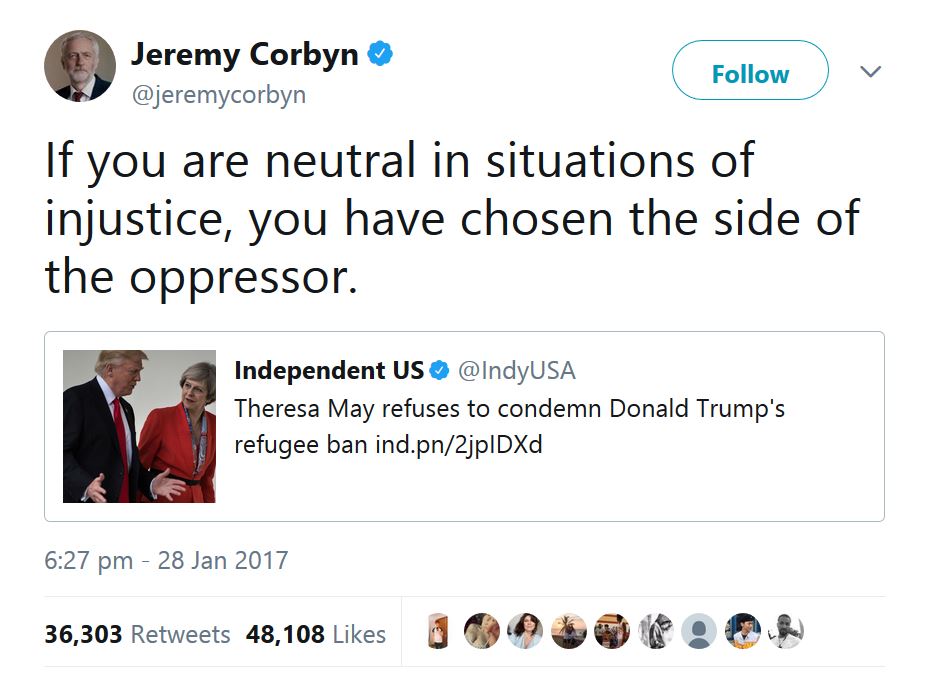 Jeremy Corbyn
@jeremycorbyn
Follow
If you are neutral in situations of
injustice, you have chosen the side of
the oppressor.
Independent US @IndyUSA
Theresa May refuses to condemn Donald Trump's
refugee ban ind.pn/2jpIDXd
6:27 pm - 28 Jan 2017
36,303 Retweets 48,108 Likes